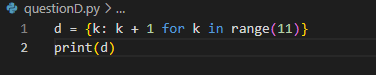 questionD.py > ...
1 d = {k: k + 1 for k in range(11)}
2 print(d)